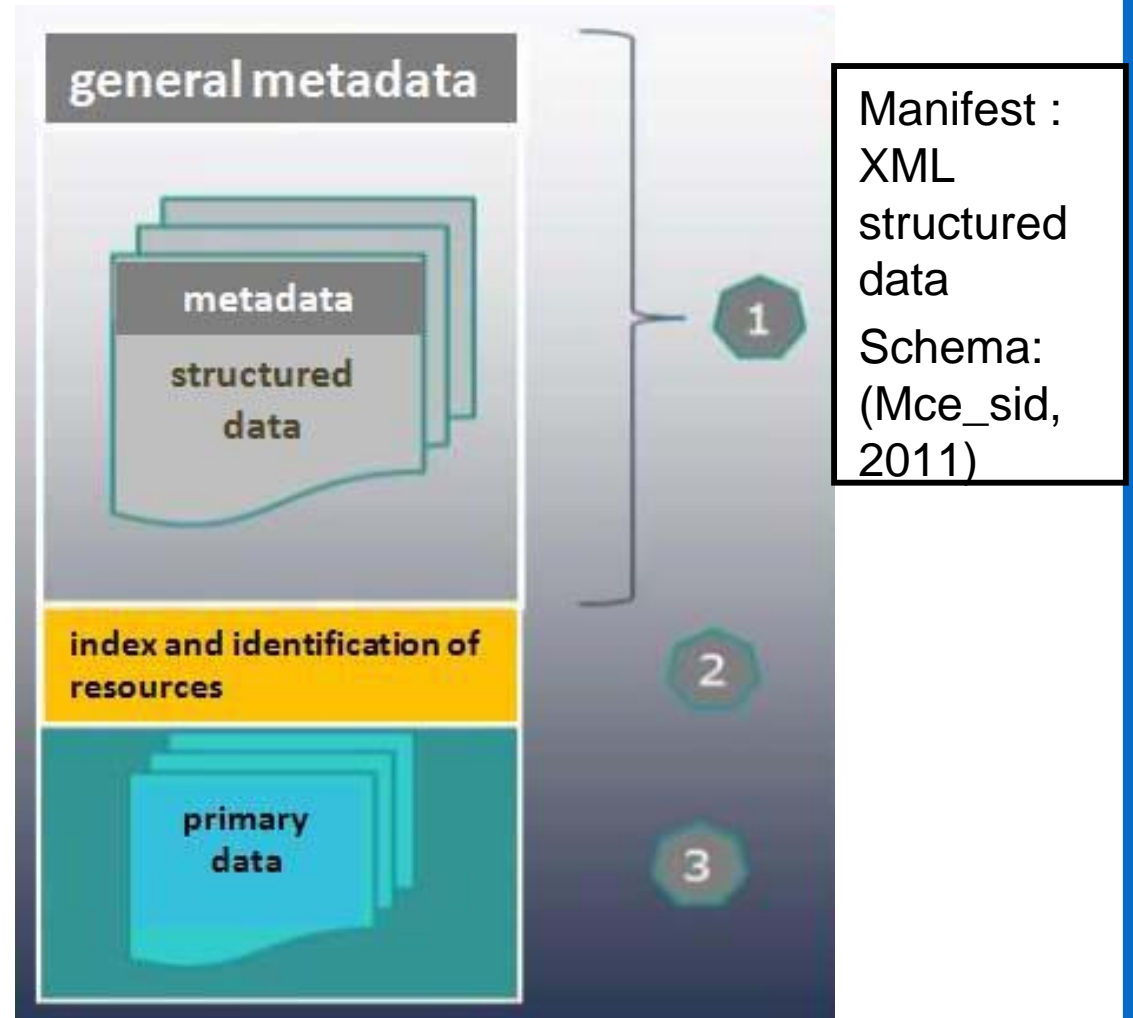 general metadata
metadata
structured
data
index and identification of
resources
primary
data
1
2
3
Manifest :
XML
structured
data
Schema:
(Mce_sid,
2011)